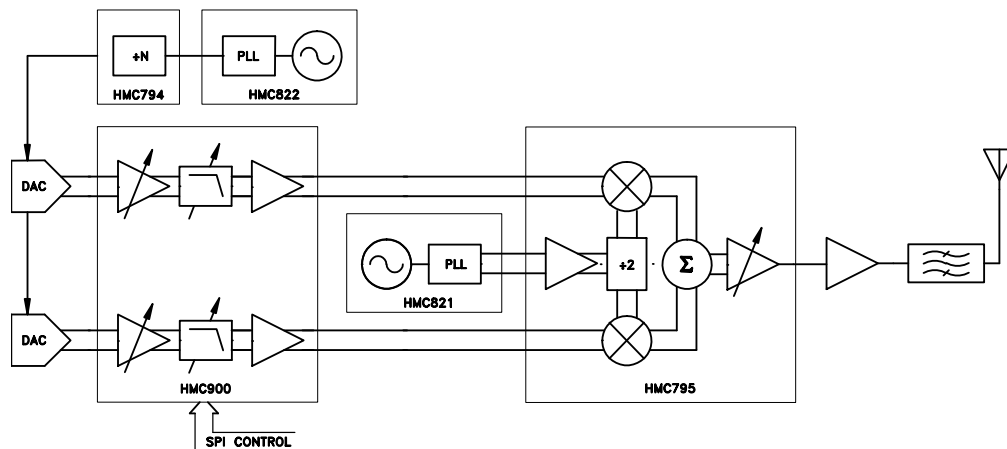 ÷N
PLL
HMC794
HMC822
DAC
PLL
÷2
Σ
HMC821
DAC
HMC900
HMC795
SPI CONTROL